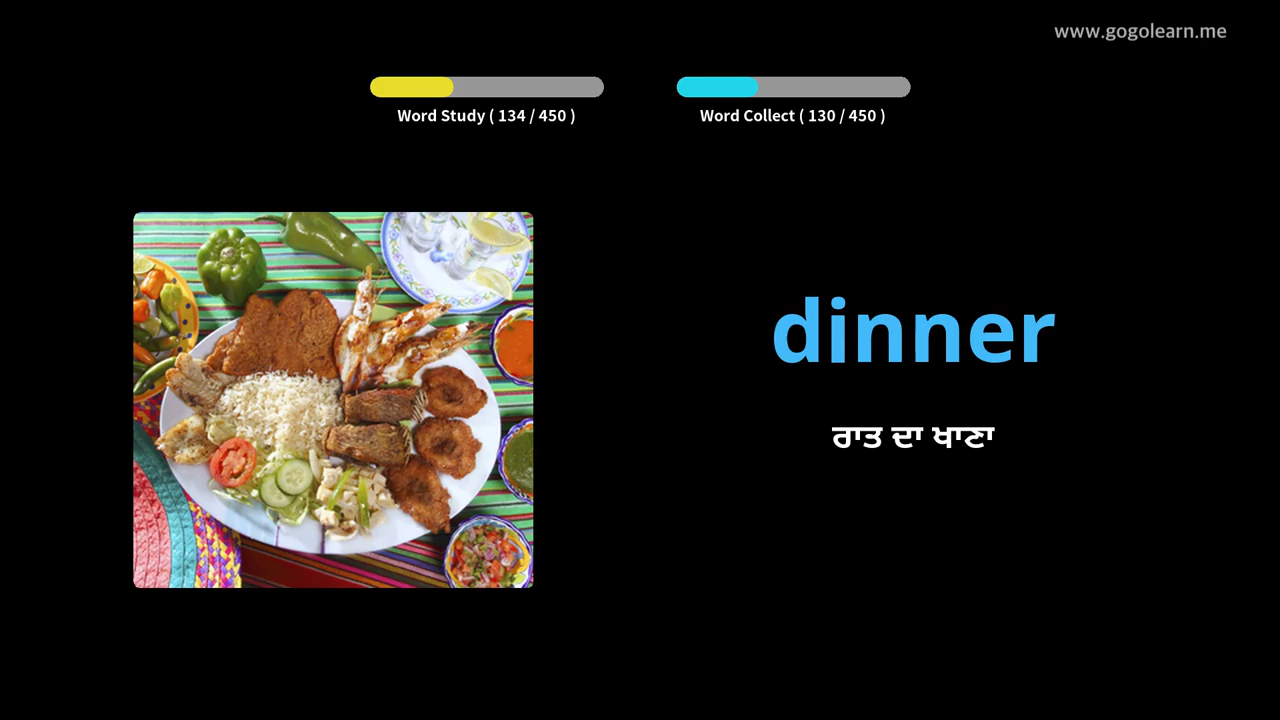 www.gogolearn.me
Word Study ( 134 / 450 )
Word Collect ( 130 / 450 )
dinner
ਰਾਤ ਦਾ ਖਾਣਾ